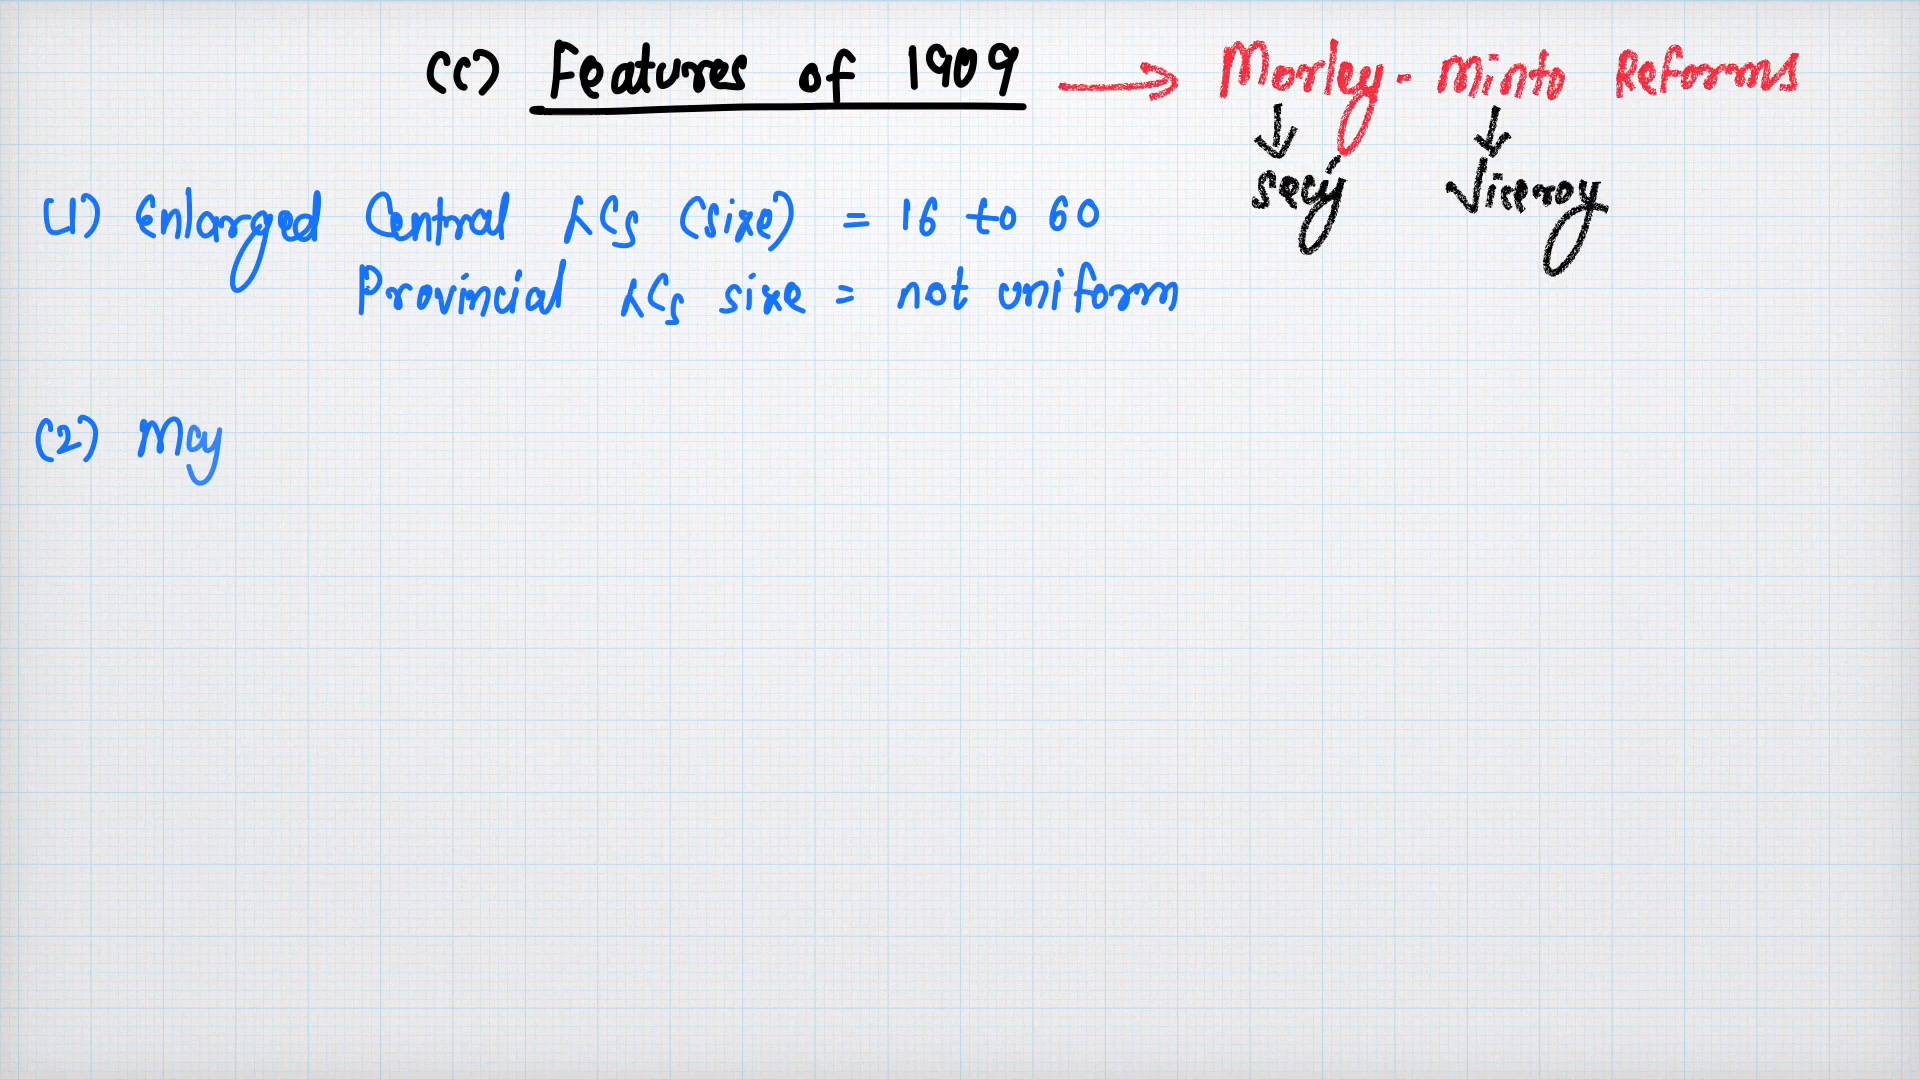 (C) Features of 1909 → Morley - Minto Reforms
↓ ↓
secy Viceroy
(1) Enlarged Central LCs (size) = 16 to 60
Provincial LCs size = not uniform
(2) May